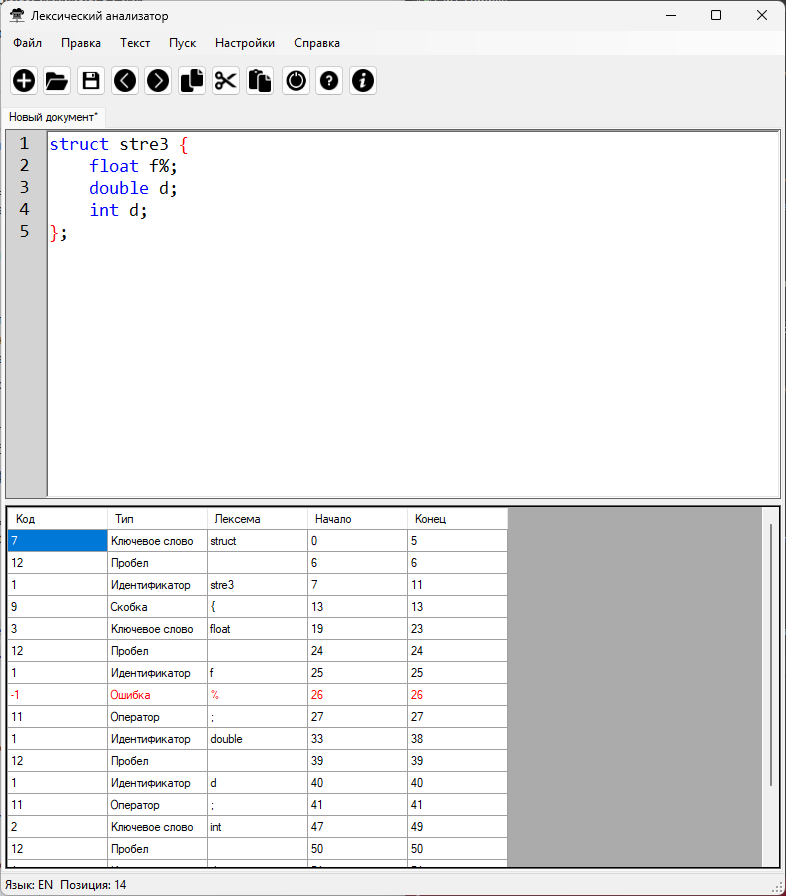 Лексический анализатор
Файл Правка Текст Пуск Настройки Справка
Новый документ*
1 struct stre3 {
2 float f%;
3 double d;
4 int d;
5 };
Код Тип Лексема Начало Конец
7 Ключевое слово struct 0 5
12 Пробел 6 6
1 Идентификатор stre3 7 11
9 Скобка { 13 13
3 Ключевое слово float 19 23
12 Пробел 24 24
1 Идентификатор f 25 25
-1 Ошибка % 26 26
11 Оператор ; 27 27
1 Идентификатор double 33 38
12 Пробел 39 39
1 Идентификатор d 40 40
11 Оператор ; 41 41
2 Ключевое слово int 47 49
12 Пробел 50 50
Язык: EN Позиция: 14